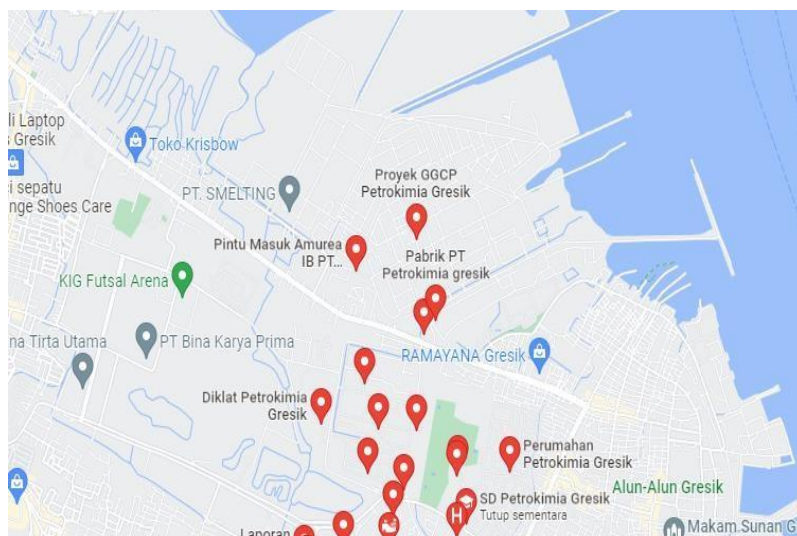 li Laptop
s Gresik
Toko Krisbow
ci sepatu
nge Shoes Care
PT. SMELTING
Proyek GGCP
Petrokimia Gresik
Pintu Masuk Amurea
IB PT...
Pabrik PT
Petrokimia gresik
KIG Futsal Arena
na Tirta Utama
PT Bina Karya Prima
RAMAYANA Gresik
Diklat Petrokimia
Gresik
Perumahan
Petrokimia Gresik
Alun-Alun Gresik
SD Petrokimia Gresik
Tutup sementara
H
Laporan
Makam Sunan G